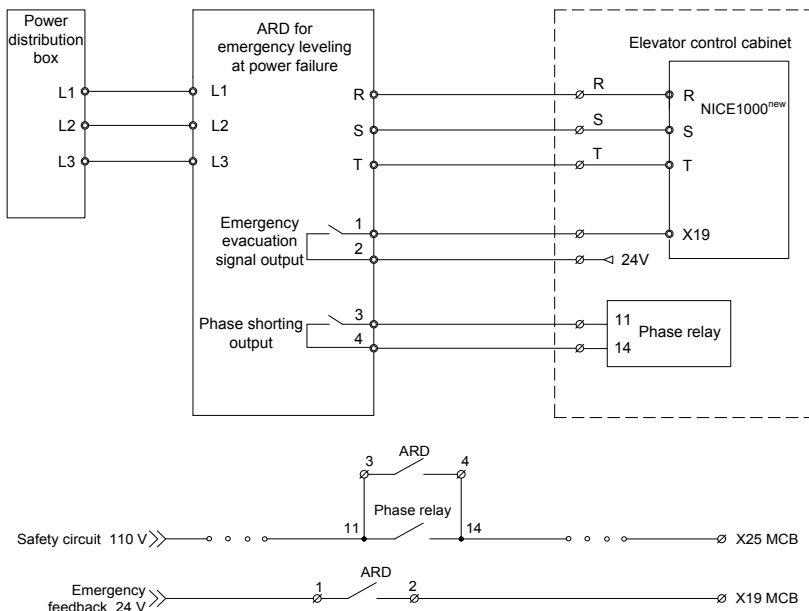 Power
distribution
box
L1
L2
L3
ARD for
emergency leveling
at power failure
L1
L2
L3
R
S
T
Emergency
evacuation
signal output
1
2
Phase shorting
output
3
4
Elevator control cabinet
R
S
T
R
S
T
NICE1000new
X19
24V
11
14
Phase relay
3
ARD
4
Phase relay
Safety circuit 110 V
11
14
X25 MCB
Emergency
feedback 24 V
1
ARD
2
X19 MCB